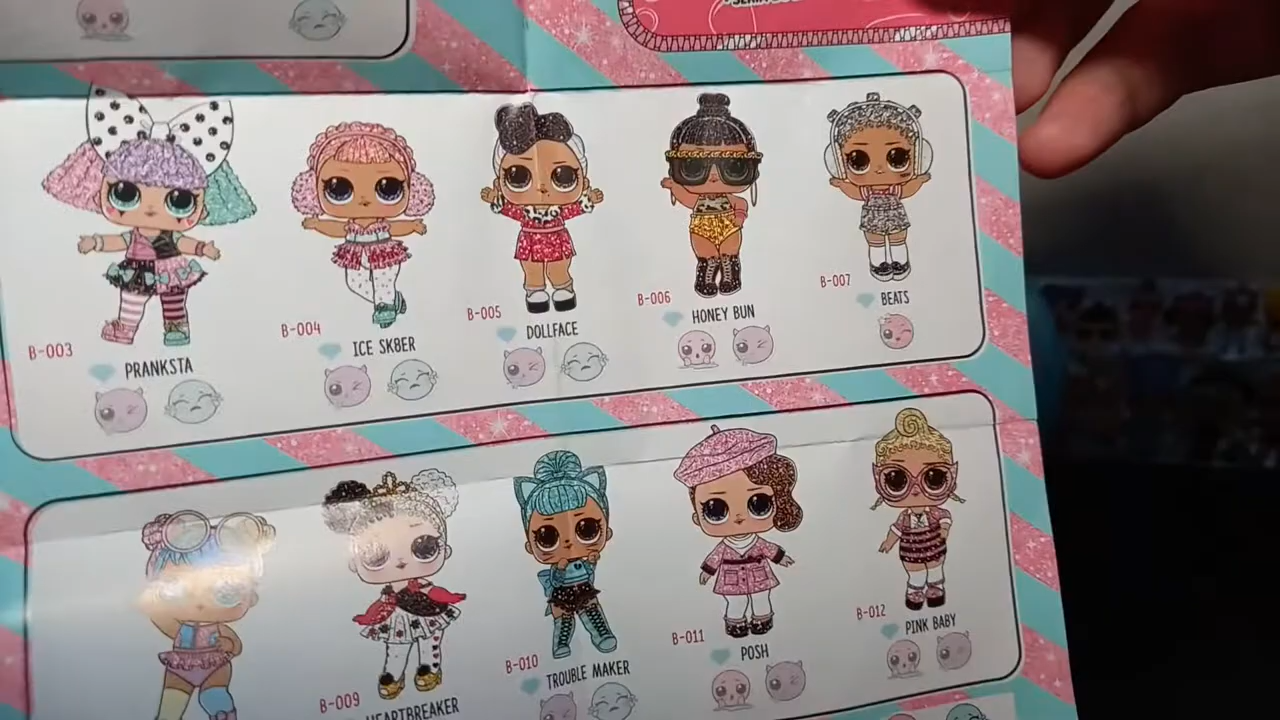 B-003
PRANKSTA
B-004
ICE SK8ER
B-005
DOLLFACE
B-006
HONEY BUN
B-007
BEATS
B-009
HEARTBREAKER
B-010
TROUBLE MAKER
B-011
POSH
B-012
PINK BABY